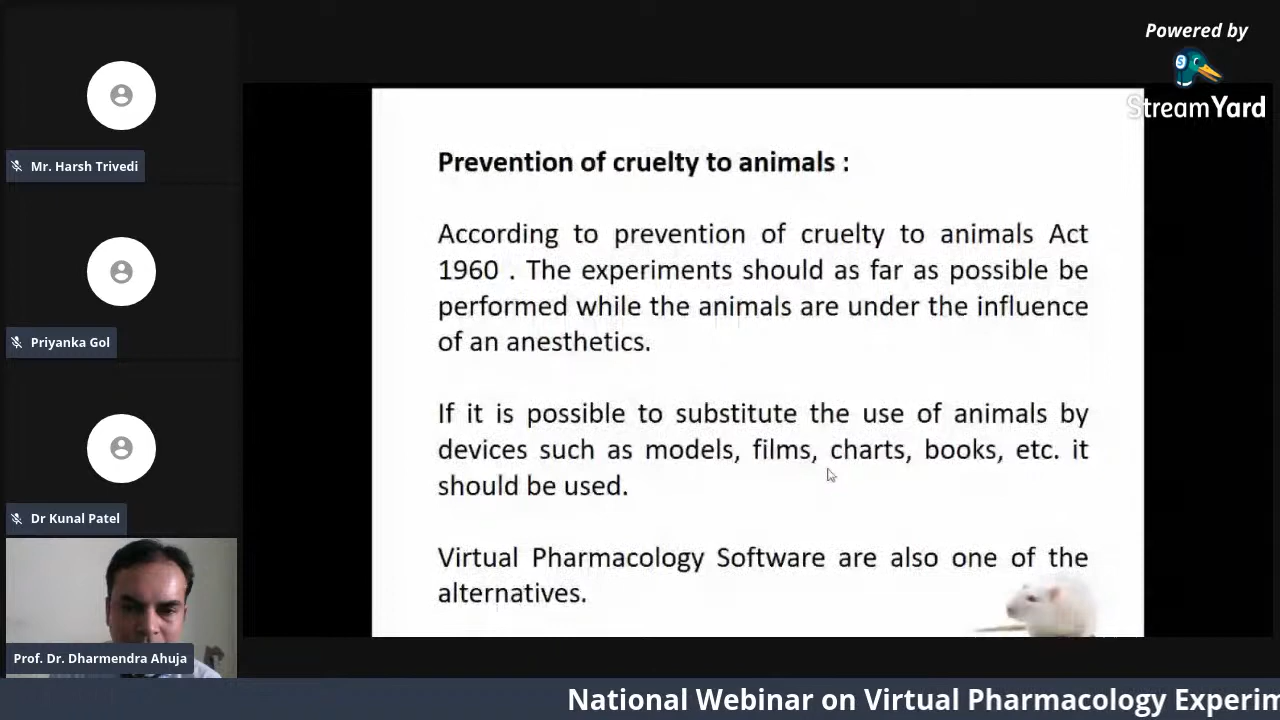 Powered by
StreamYard
Mr. Harsh Trivedi
Priyanka Gol
Dr Kunal Patel
Prof. Dr. Dharmendra Ahuja
Prevention of cruelty to animals :
According to prevention of cruelty to animals Act
1960 . The experiments should as far as possible be
performed while the animals are under the influence
of an anesthetics.
If it is possible to substitute the use of animals by
devices such as models, films, charts, books, etc. it
should be used.
Virtual Pharmacology Software are also one of the
alternatives.
National Webinar on Virtual Pharmacology Experim